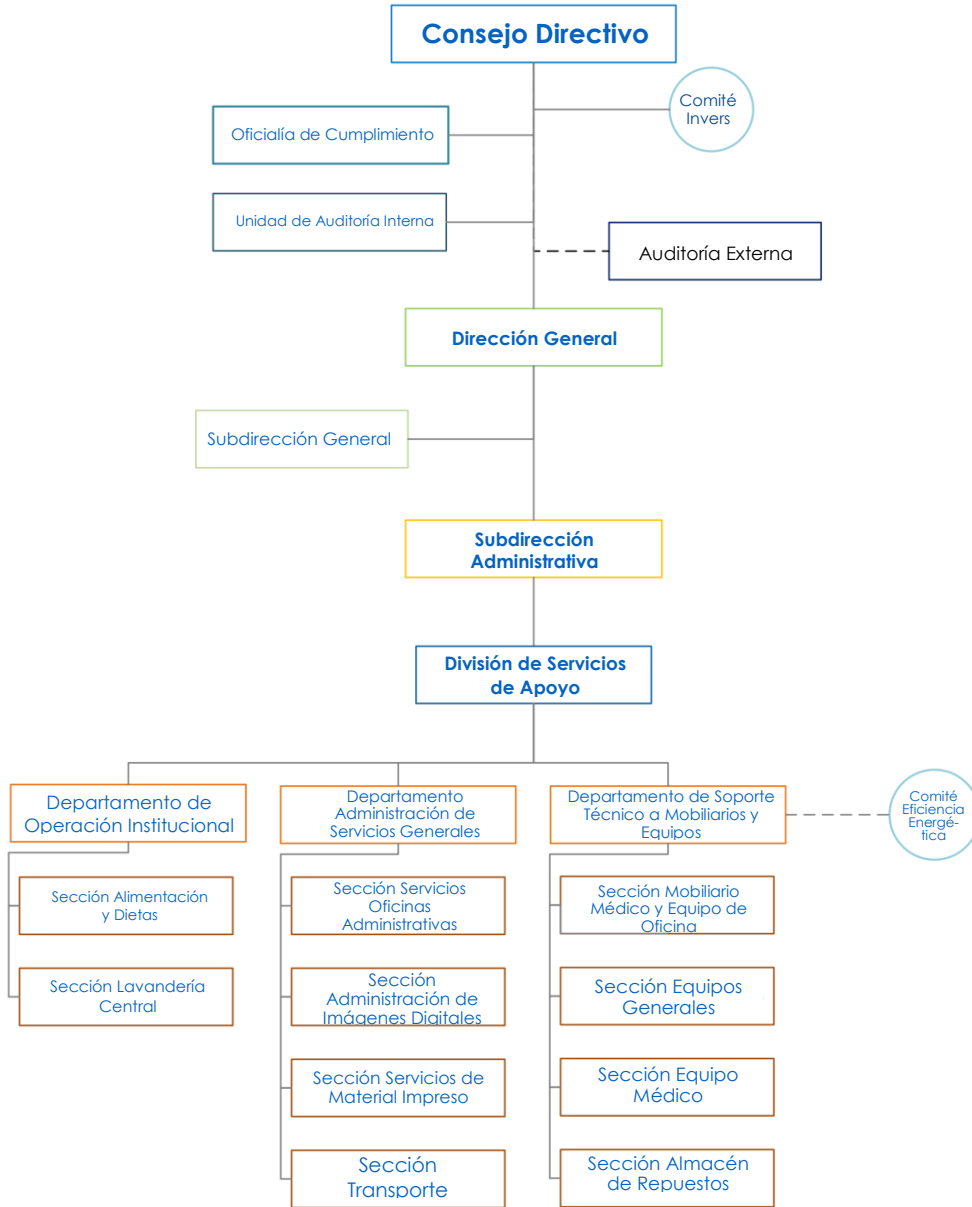 Consejo Directivo
Comité
Invers
Oficialía de Cumplimiento
Unidad de Auditoría Interna
Auditoría Externa
Dirección General
Subdirección General
Subdirección
Administrativa
División de Servicios
de Apoyo
Departamento de
Operación Institucional
Departamento
Administración de
Servicios Generales
Departamento de Soporte
Técnico a Mobiliarios y
Equipos
Comité
Eficiencia
Energé-
tica
Sección Alimentación
y Dietas
Sección Servicios
Oficinas
Administrativas
Sección Mobiliario
Médico y Equipo de
Oficina
Sección Lavandería
Central
Sección
Administración de
Imágenes Digitales
Sección Equipos
Generales
Sección Servicios de
Material Impreso
Sección Equipo
Médico
Sección
Transporte
Sección Almacén
de Repuestos